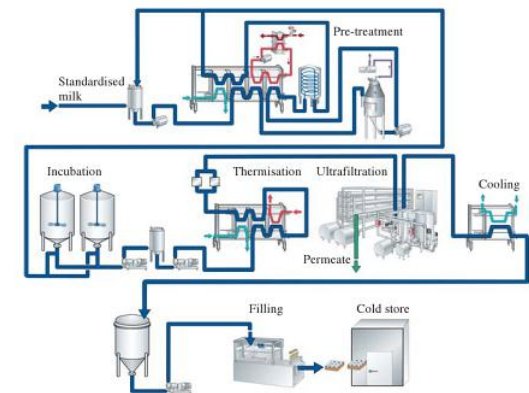 Pre-treatment
Standardised
milk
Incubation
Thermisation
Ultrafiltration
Cooling
Permeate
Filling
Cold store